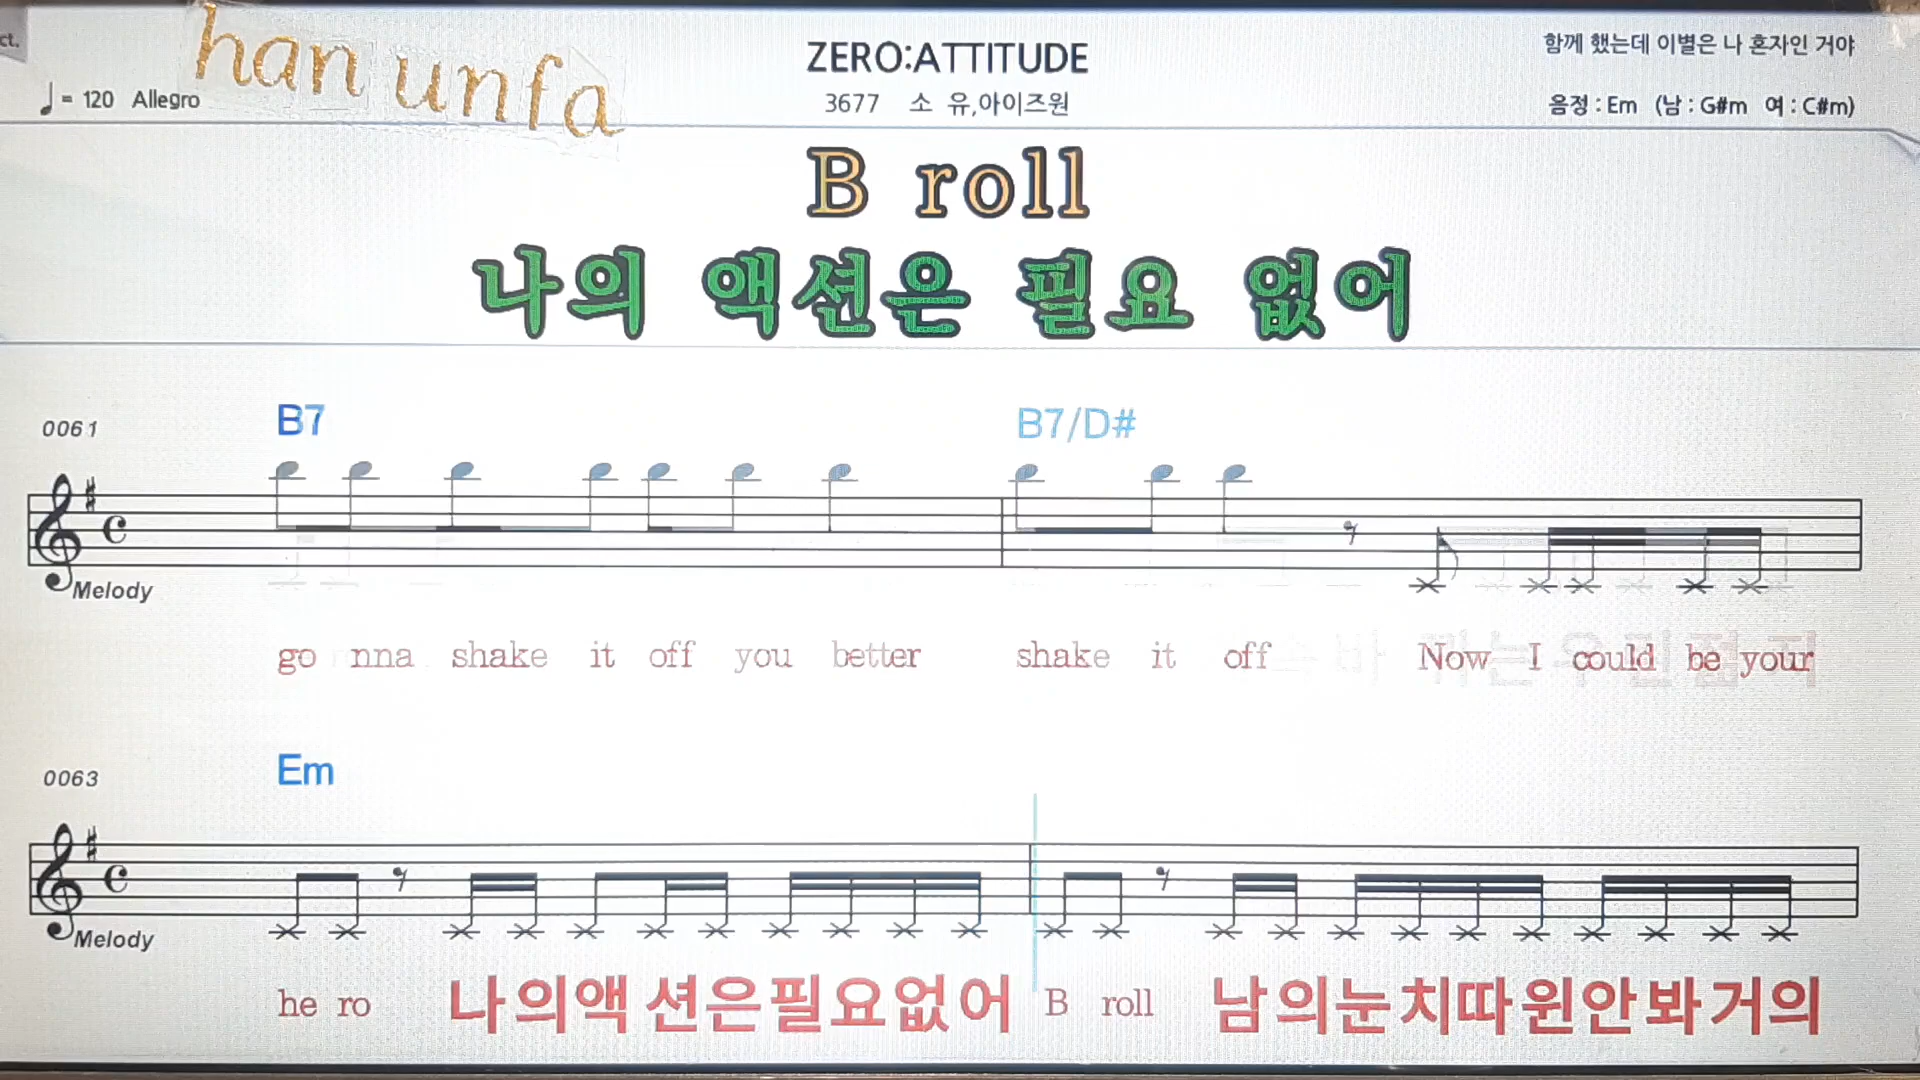 ct.
han unfa
ZERO:ATTITUDE
함께 했는데 이별은 나 혼자인 거야
= 120 Allegro
3677 소 유,아이즈원
음정 : Em (남 : G#m 여 : C#m)
B roll
나의 액션은 필요 없어
0061 B7 B7/D#
Melody
go nna shake it off you better shake it off Now I could be your
0063 Em
Melody
he ro 나의액 션은필요없어 B roll 남의눈치따윈안봐거의